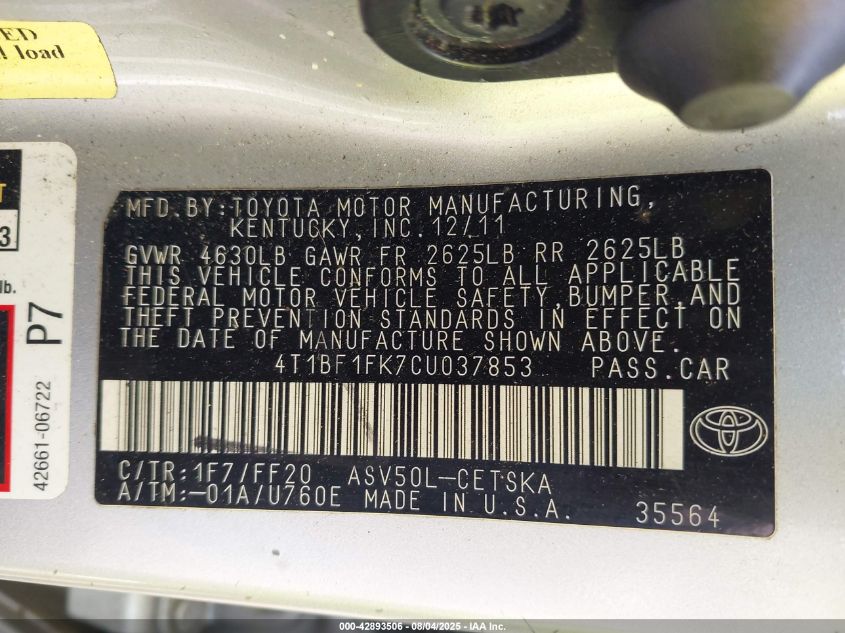 ED
l load
T
3
lb.
P7
42661-06722
MFD.BY:TOYOTA MOTOR MANUFACTURING,
KENTUCKY,INC.12/11
GVWR 4630LB GAWR FR 2625LB RR 2625LB
THIS VEHICLE CONFORMS TO ALL APPLICABLE
FEDERAL MOTOR VEHICLE SAFETY,BUMPER,AND
THEFT PREVENTION STANDARDS IN EFFECT ON
THE DATE OF MANUFACTURE SHOWN ABOVE.
4T1BF1FK7CU037853 PASS.CAR
C/TR:1F7/FF20 ASV50L-CETSKA
A/TM:-01A/U760E MADE IN U.S.A. 35564
000-42893506 - 08/04/2025 - IAA Inc.